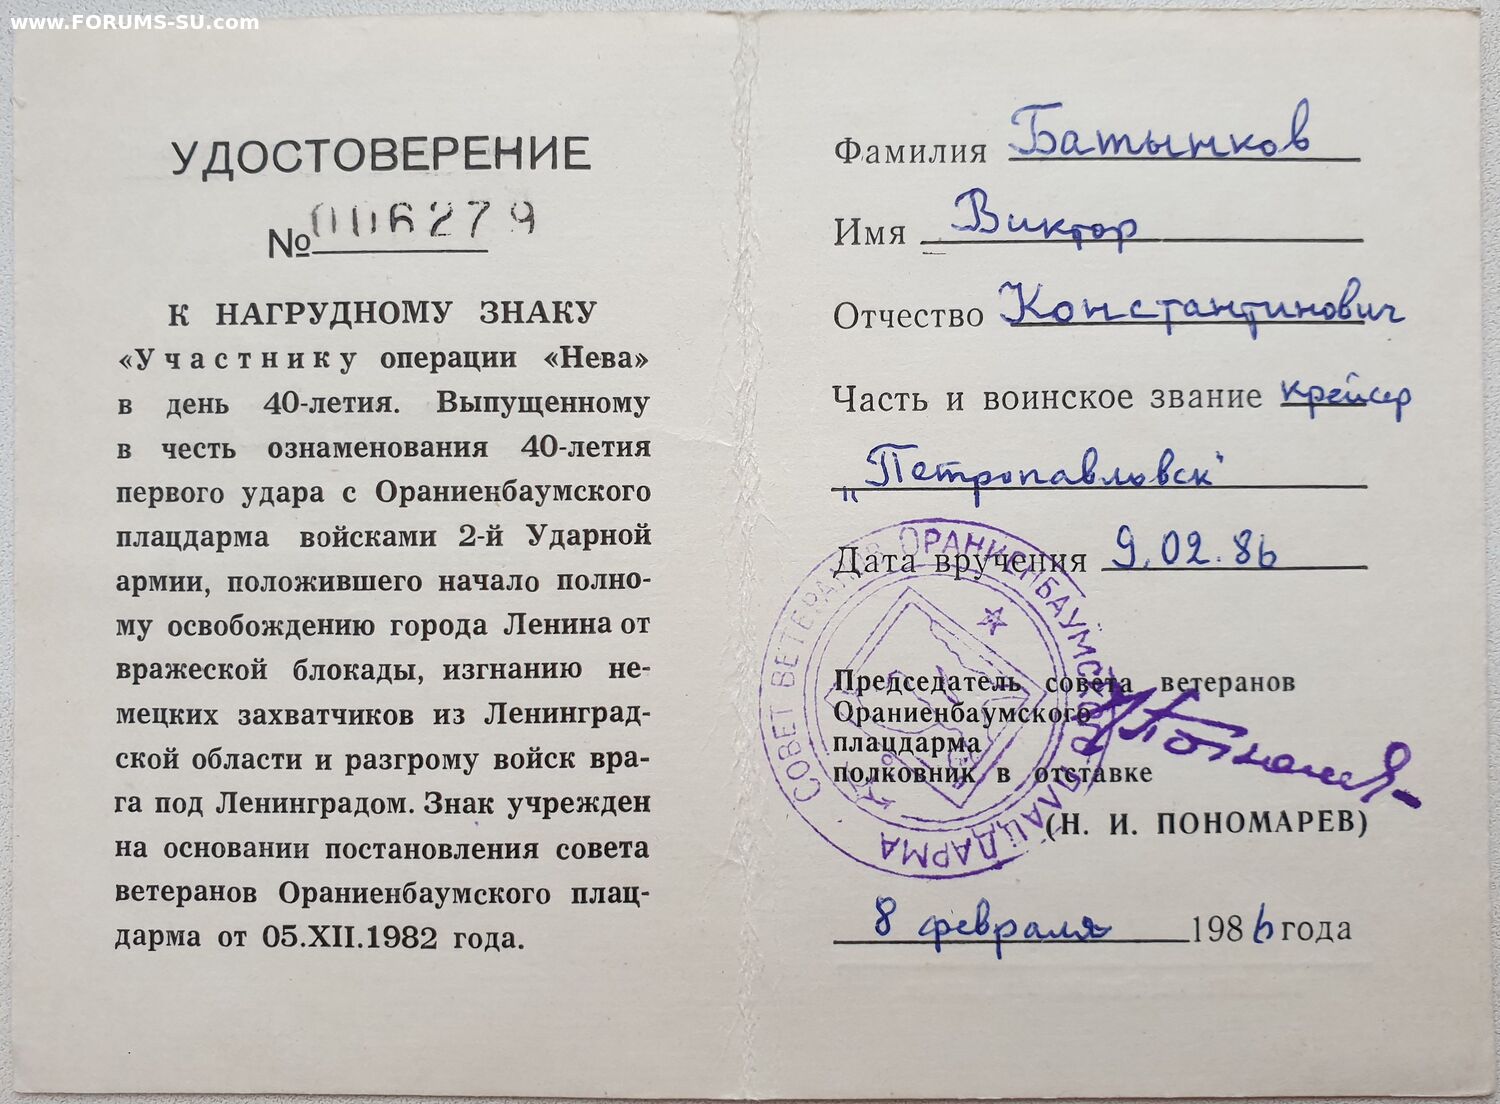 www.FORUMS-SU.com
УДОСТОВЕРЕНИЕ
№ 006279
К НАГРУДНОМУ ЗНАКУ
«Участнику операции «Нева»
в день 40-летия. Выпущенному
в честь ознаменования 40-летия
первого удара с Ораниенбаумского
плацдарма войсками 2-й Ударной
армии, положившего начало полно-
му освобождению города Ленина от
вражеской блокады, изгнанию не-
мецких захватчиков из Ленинград-
ской области и разгрому войск вра-
га под Ленинградом. Знак учрежден
на основании постановления совета
ветеранов Ораниенбаумского плац-
дарма от 05.XII.1982 года.
Фамилия Батынков
Имя Виктор
Отчество Константинович
Часть и воинское звание крейсер
„Петропавловск"
Дата вручения 9.02.86
СОВЕТ ВЕТЕРАНОВ ОРАНИЕНБАУМСКОГО ПЛАЦДАРМА
Председатель совета ветеранов
Ораниенбаумского
плацдарма
полковник в отставке
(Н. И. ПОНОМАРЕВ)
8 февраля 1986 года